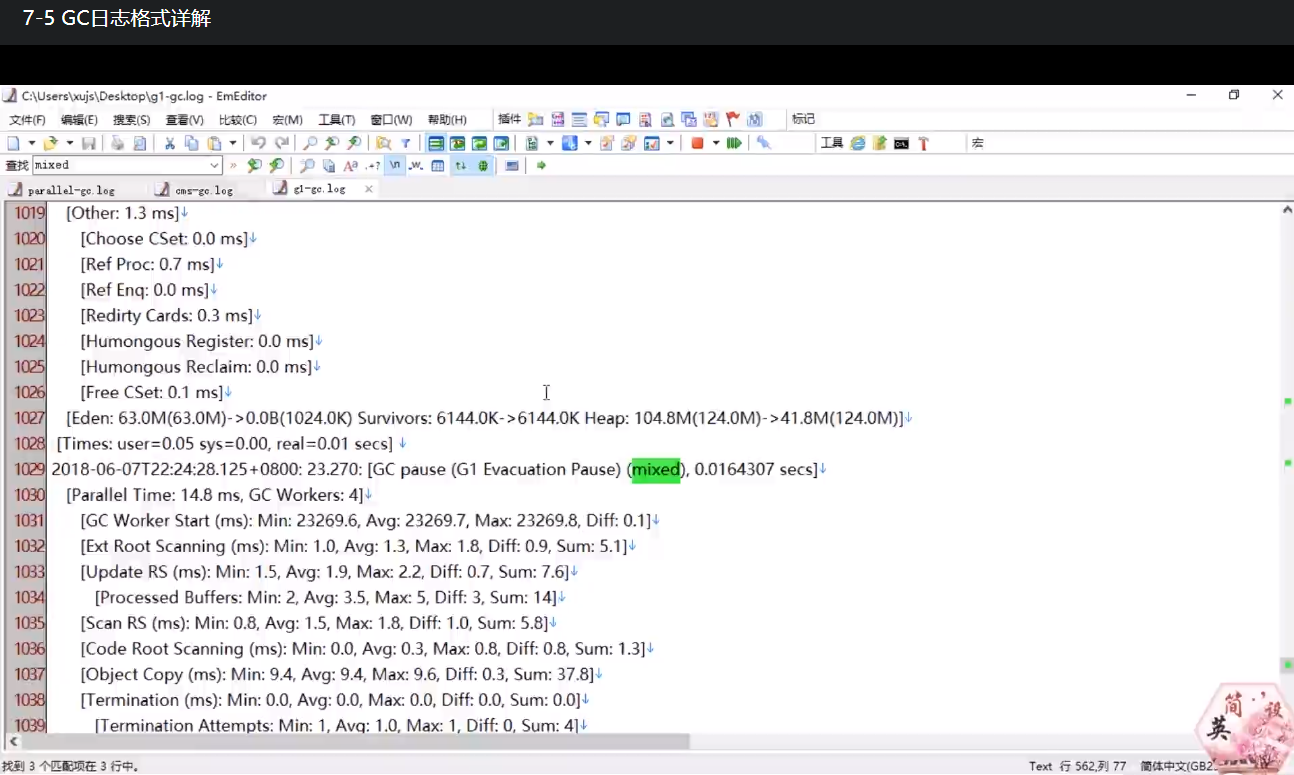 7-5 GC日志格式详解
C:\Users\xujs\Desktop\g1-gc.log - EmEditor
文件(F) 编辑(E) 搜索(S) 查看(V) 比较(C) 宏(M) 工具(T) 窗口(W) 帮助(H) 插件 标记
工具 宏
查找 mixed
parallel-gc.log cms-gc.log g1-gc.log
1019 [Other: 1.3 ms]↓
1020 [Choose CSet: 0.0 ms]↓
1021 [Ref Proc: 0.7 ms]↓
1022 [Ref Enq: 0.0 ms]↓
1023 [Redirty Cards: 0.3 ms]↓
1024 [Humongous Register: 0.0 ms]↓
1025 [Humongous Reclaim: 0.0 ms]↓
1026 [Free CSet: 0.1 ms]↓
1027 [Eden: 63.0M(63.0M)->0.0B(1024.0K) Survivors: 6144.0K->6144.0K Heap: 104.8M(124.0M)->41.8M(124.0M)]↓
1028 [Times: user=0.05 sys=0.00, real=0.01 secs] ↓
1029 2018-06-07T22:24:28.125+0800: 23.270: [GC pause (G1 Evacuation Pause) (mixed), 0.0164307 secs]↓
1030 [Parallel Time: 14.8 ms, GC Workers: 4]↓
1031 [GC Worker Start (ms): Min: 23269.6, Avg: 23269.7, Max: 23269.8, Diff: 0.1]↓
1032 [Ext Root Scanning (ms): Min: 1.0, Avg: 1.3, Max: 1.8, Diff: 0.9, Sum: 5.1]↓
1033 [Update RS (ms): Min: 1.5, Avg: 1.9, Max: 2.2, Diff: 0.7, Sum: 7.6]↓
1034 [Processed Buffers: Min: 2, Avg: 3.5, Max: 5, Diff: 3, Sum: 14]↓
1035 [Scan RS (ms): Min: 0.8, Avg: 1.5, Max: 1.8, Diff: 1.0, Sum: 5.8]↓
1036 [Code Root Scanning (ms): Min: 0.0, Avg: 0.3, Max: 0.8, Diff: 0.8, Sum: 1.3]↓
1037 [Object Copy (ms): Min: 9.4, Avg: 9.4, Max: 9.6, Diff: 0.3, Sum: 37.8]↓
1038 [Termination (ms): Min: 0.0, Avg: 0.0, Max: 0.0, Diff: 0.0, Sum: 0.0]↓
1039 [Termination Attempts: Min: 1, Avg: 1.0, Max: 1, Diff: 0, Sum: 4]↓
简 设
英
找到 3 个匹配项在 3 行中。 Text 行 562,列 77 简体中文(GB2